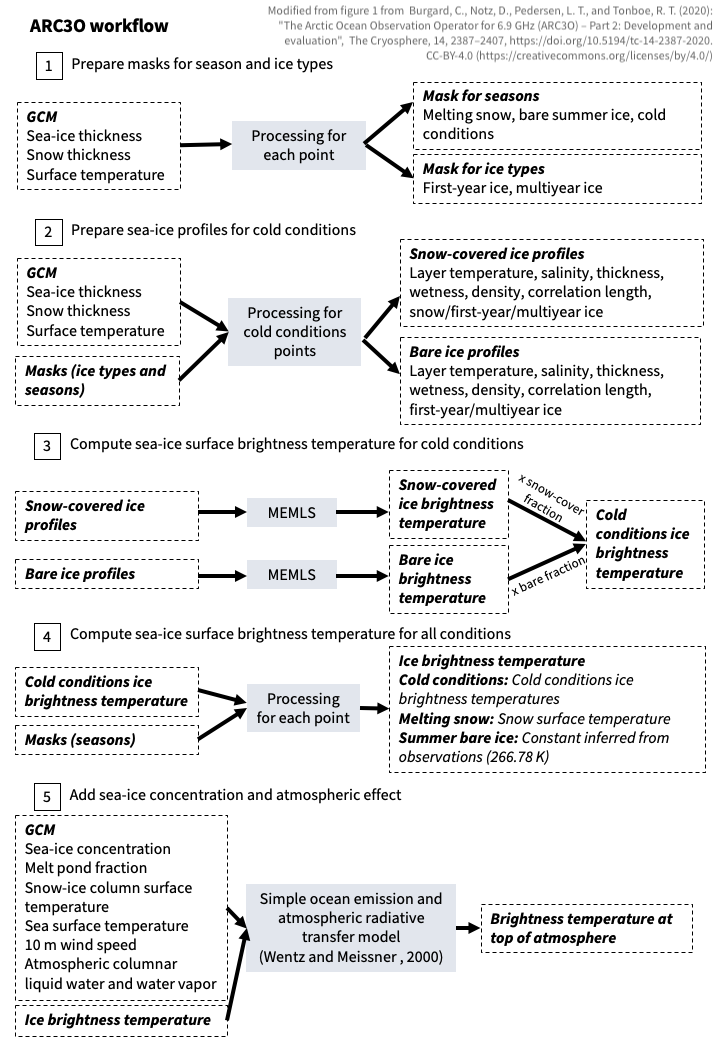 ARC3O workflow
Modified from figure 1 from Burgard, C., Notz, D., Pedersen, L. T., and Tonboe, R. T. (2020):
"The Arctic Ocean Observation Operator for 6.9 GHz (ARC3O) – Part 2: Development and
evaluation", The Cryosphere, 14, 2387–2407, https://doi.org/10.5194/tc-14-2387-2020.
CC-BY-4.0 (https://creativecommons.org/licenses/by/4.0/)
1 Prepare masks for season and ice types
GCM
Sea-ice thickness
Snow thickness
Surface temperature
Processing for
each point
Mask for seasons
Melting snow, bare summer ice, cold
conditions
Mask for ice types
First-year ice, multiyear ice
2 Prepare sea-ice profiles for cold conditions
GCM
Sea-ice thickness
Snow thickness
Surface temperature
Masks (ice types and
seasons)
Processing for
cold conditions
points
Snow-covered ice profiles
Layer temperature, salinity, thickness,
wetness, density, correlation length,
snow/first-year/multiyear ice
Bare ice profiles
Layer temperature, salinity, thickness,
wetness, density, correlation length,
first-year/multiyear ice
3 Compute sea-ice surface brightness temperature for cold conditions
Snow-covered ice
profiles
MEMLS
Snow-covered
ice brightness
temperature
x snow-cover
fraction
Bare ice profiles
MEMLS
Bare ice
brightness
temperature
x bare fraction
Cold
conditions ice
brightness
temperature
4 Compute sea-ice surface brightness temperature for all conditions
Cold conditions ice
brightness temperature
Masks (seasons)
Processing
for each point
Ice brightness temperature
Cold conditions: Cold conditions ice
brightness temperatures
Melting snow: Snow surface temperature
Summer bare ice: Constant inferred from
observations (266.78 K)
5 Add sea-ice concentration and atmospheric effect
GCM
Sea-ice concentration
Melt pond fraction
Snow-ice column surface
temperature
Sea surface temperature
10 m wind speed
Atmospheric columnar
liquid water and water vapor
Ice brightness temperature
Simple ocean emission and
atmospheric radiative
transfer model
(Wentz and Meissner , 2000)
Brightness temperature at
top of atmosphere